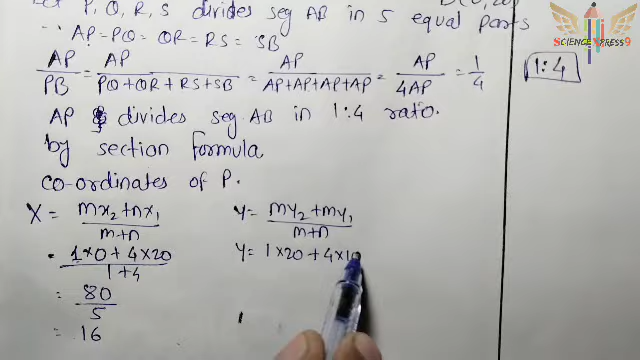 P, Q, R, S divides seg AB in 5 equal parts
∴ AP = PQ = QR = RS = SB
AP/PB = AP/(PQ + QR + RS + SB) = AP/(AP + AP + AP + AP) = AP/4AP = 1/4
1:4
AP divides seg AB in 1:4 ratio.
by section formula
co-ordinates of P.
X = (mx₂ + nx₁)/(m+n)
y = (my₂ + my₁)/(m+n)
= (1×0 + 4×20)/(1+4)
y = 1×20 + 4×10
= 80/5
= 16
SCIENCE XPRESS9